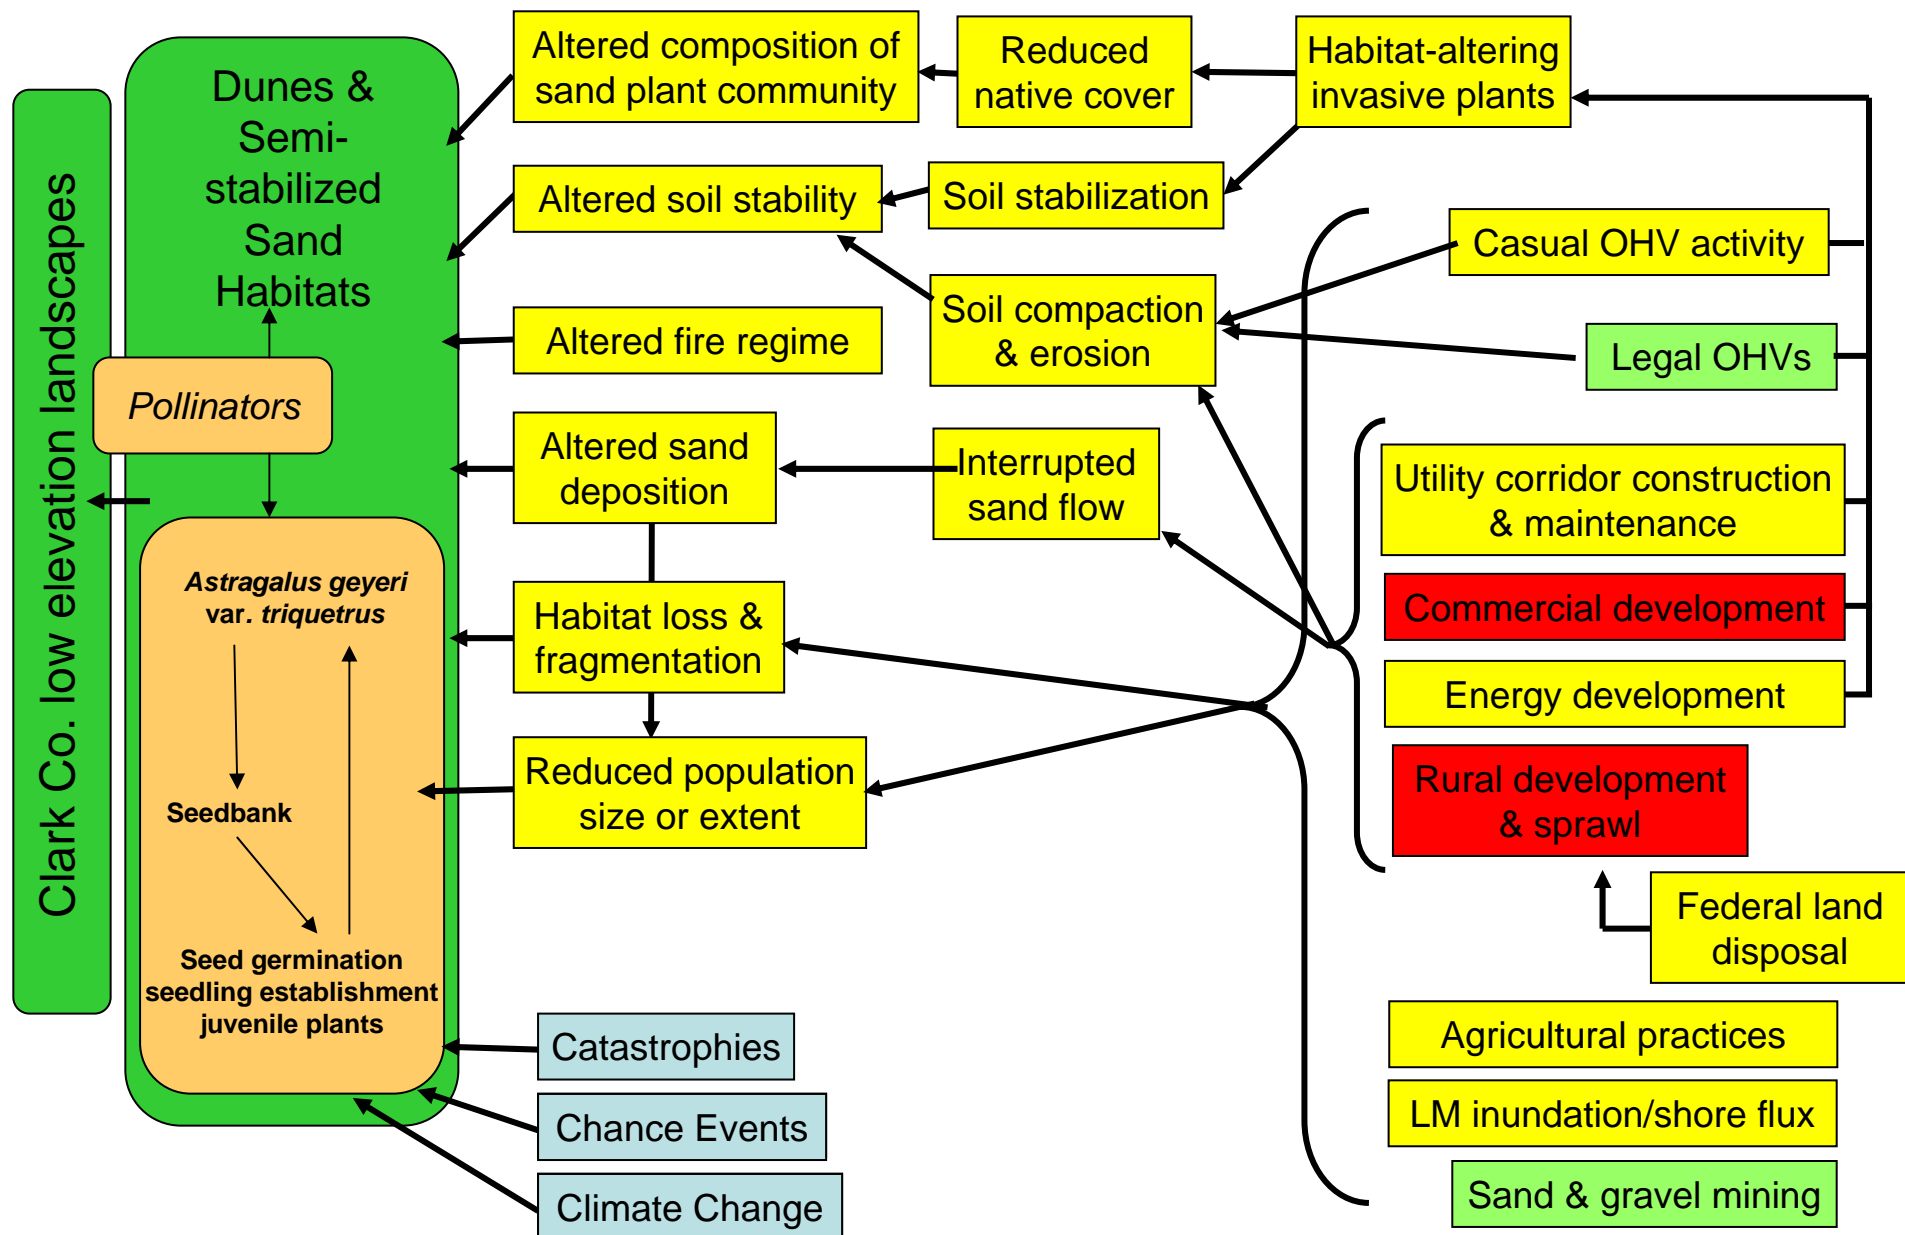 Clark Co. low elevation landscapes
Dunes &
Semi-
stabilized
Sand
Habitats
Pollinators
Astragalus geyeri
var. triquetrus
Seedbank
Seed germination
seedling establishment
juvenile plants
Altered composition of
sand plant community
Altered soil stability
Altered fire regime
Altered sand
deposition
Habitat loss &
fragmentation
Reduced population
size or extent
Catastrophies
Chance Events
Climate Change
Reduced
native cover
Soil stabilization
Soil compaction
& erosion
Interrupted
sand flow
Habitat-altering
invasive plants
Casual OHV activity
Legal OHVs
Utility corridor construction
& maintenance
Commercial development
Energy development
Rural development
& sprawl
Federal land
disposal
Agricultural practices
LM inundation/shore flux
Sand & gravel mining